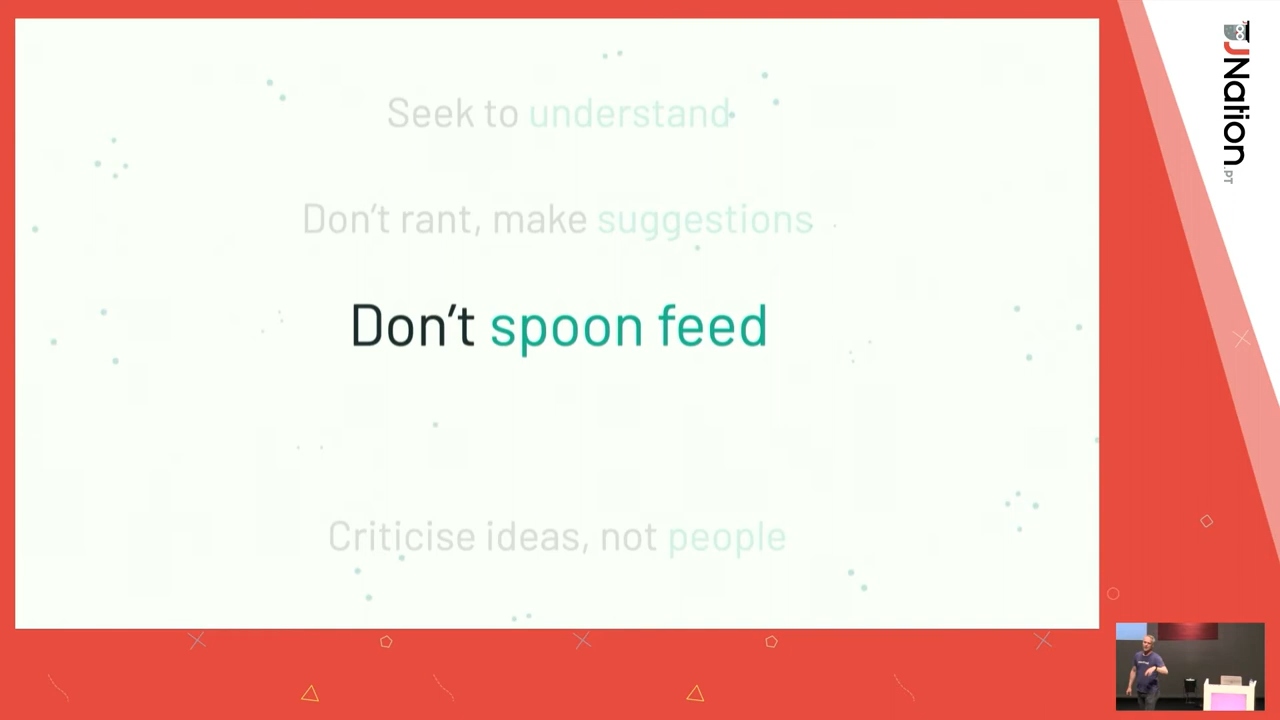 Seek to understand
Don't rant, make suggestions
Don't spoon feed
Criticise ideas, not people
JNation
.PT